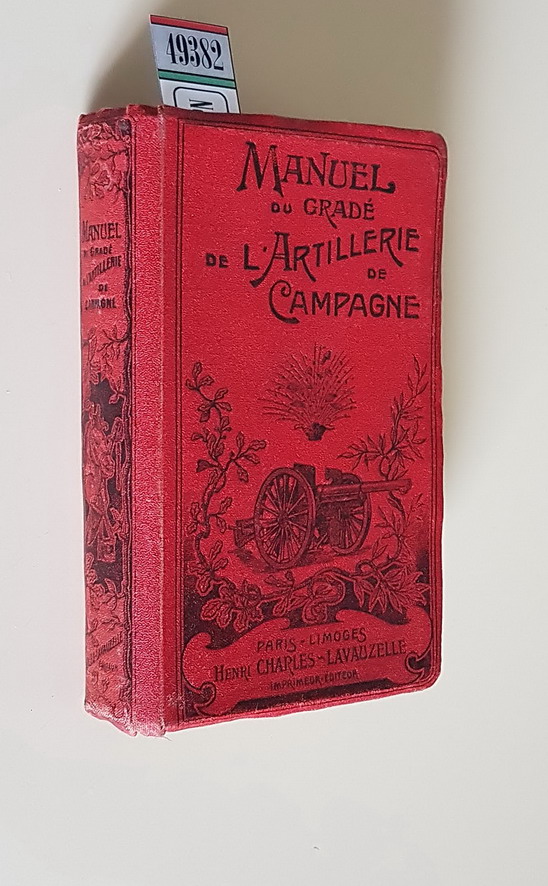 49382
N
MANUEL
DU GRADÉ
DE L'ARTILLERIE
DE
CAMPAGNE
PARIS-LIMOGES
HENRI CHARLES-LAVAUZELLE
IMPRIMEUR-EDITEUR
MANUEL
DU GRADÉ
DE L'ARTILLERIE
DE
CAMPAGNE